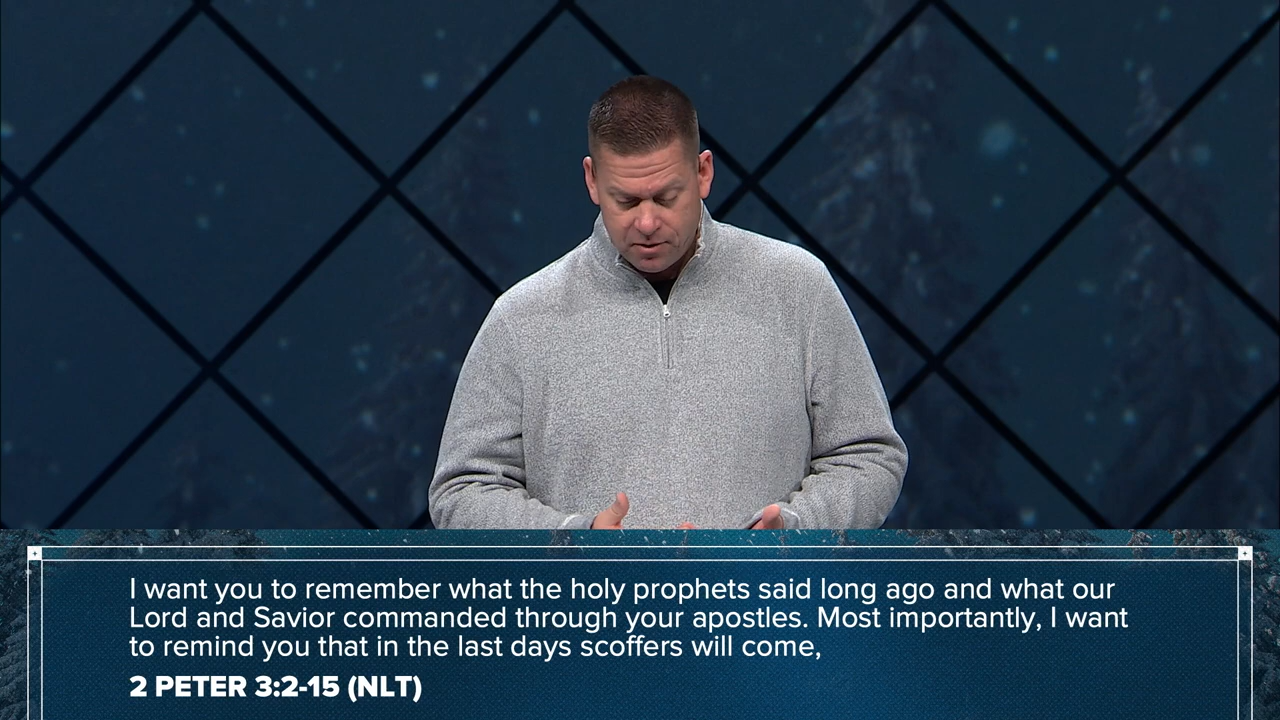 I want you to remember what the holy prophets said long ago and what our
Lord and Savior commanded through your apostles. Most importantly, I want
to remind you that in the last days scoffers will come,
2 PETER 3:2-15 (NLT)